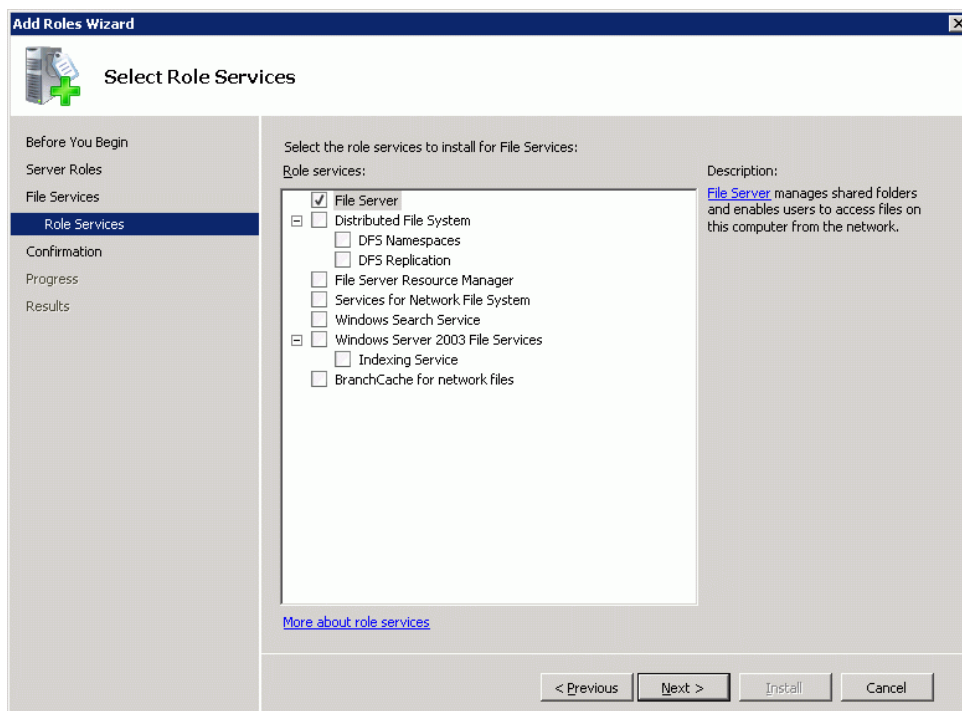 Add Roles Wizard
Select Role Services
Before You Begin
Server Roles
File Services
Role Services
Confirmation
Progress
Results
Select the role services to install for File Services:
Role services:
File Server
Distributed File System
DFS Namespaces
DFS Replication
File Server Resource Manager
Services for Network File System
Windows Search Service
Windows Server 2003 File Services
Indexing Service
BranchCache for network files
More about role services
Description:
File Server manages shared folders
and enables users to access files on
this computer from the network.
< Previous
Next >
Install
Cancel